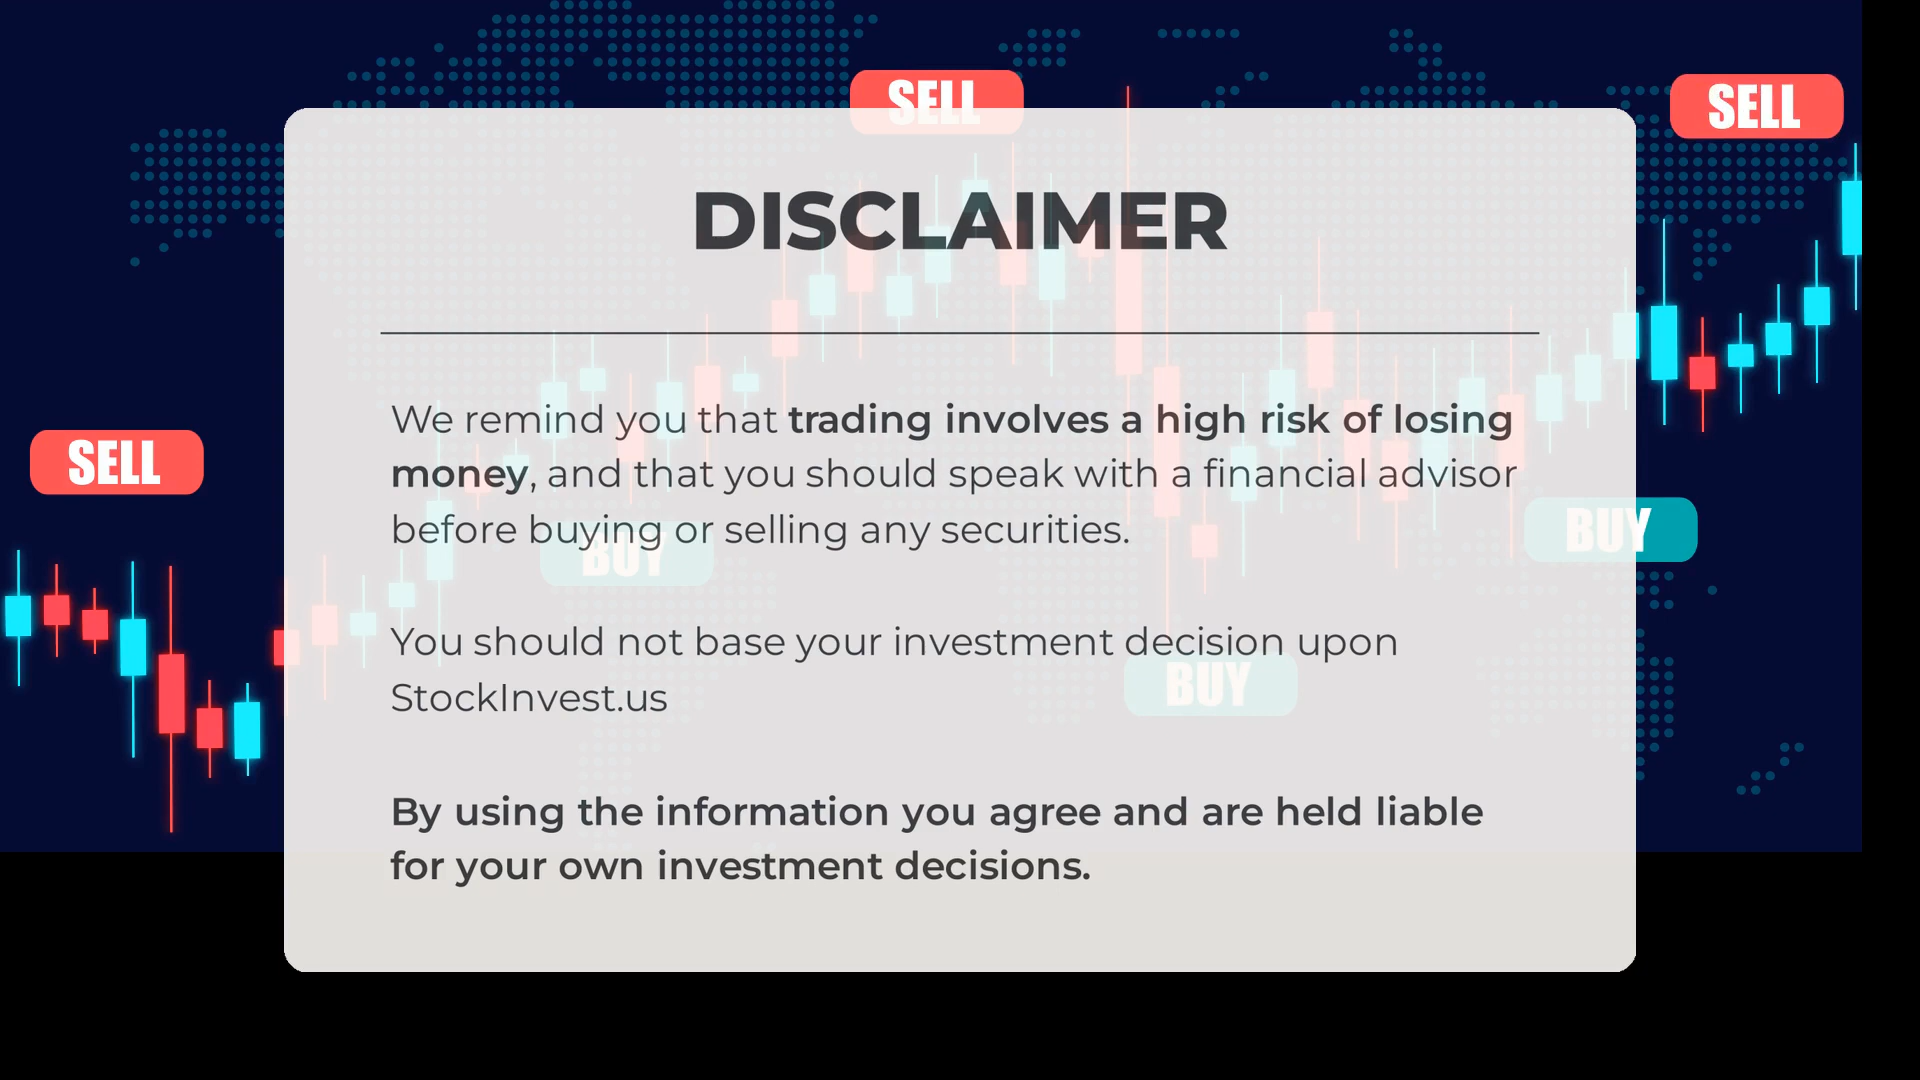 SELL
SELL
DISCLAIMER
We remind you that trading involves a high risk of losing
money, and that you should speak with a financial advisor
before buying or selling any securities.
SELL
BUY
BUY
You should not base your investment decision upon
StockInvest.us
BUY
By using the information you agree and are held liable
for your own investment decisions.